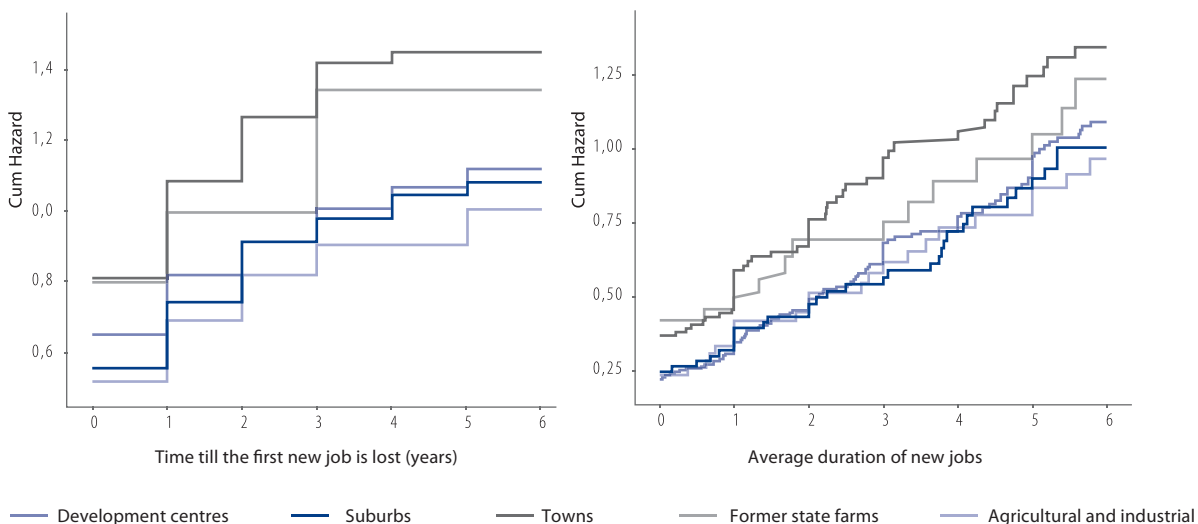 Cum Hazard
1,4
1,2
0,0
0,8
0,6
0 1 2 3 4 5 6
Time till the first new job is lost (years)
Cum Hazard
1,25
1,00
0,75
0,50
0,25
0 1 2 3 4 5 6
Average duration of new jobs
Development centres Suburbs Towns Former state farms Agricultural and industrial